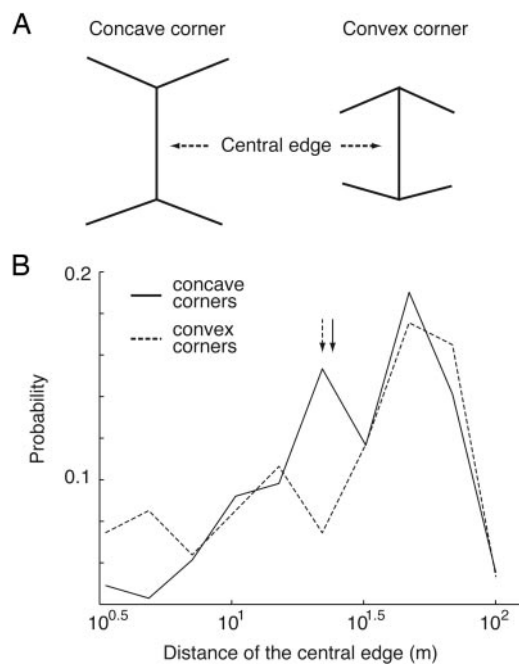 A
Concave corner
Convex corner
Central edge
B
0.2
concave
corners
convex
corners
Probability
0.1
10^0.5
10^1
10^1.5
10^2
Distance of the central edge (m)